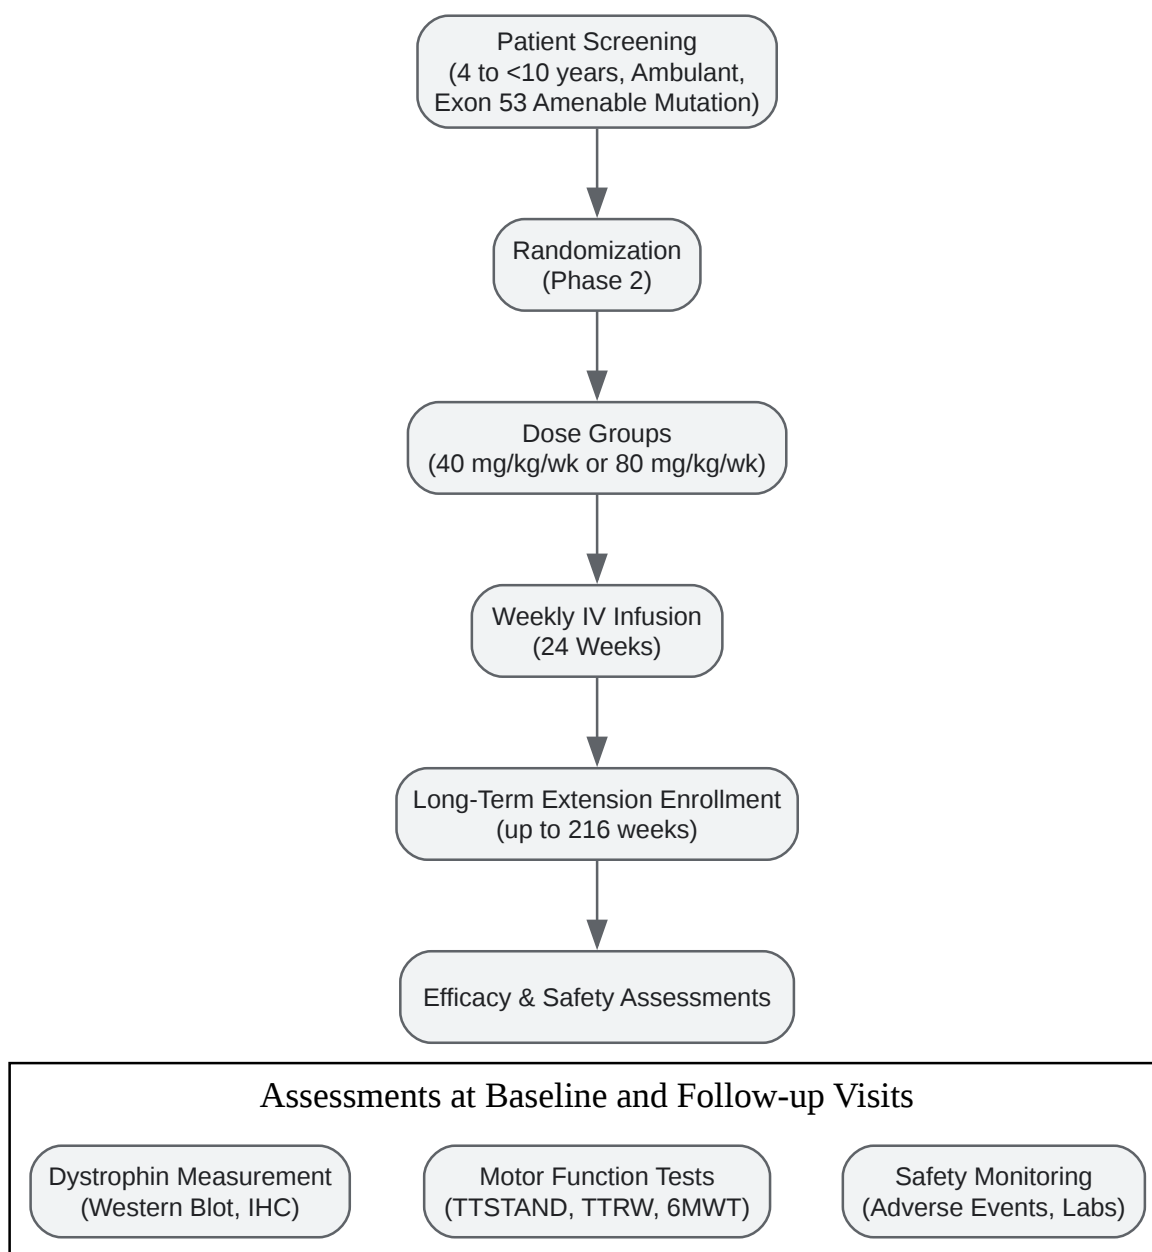 Patient Screening
(4 to <10 years, Ambulant,
Exon 53 Amenable Mutation)
Randomization
(Phase 2)
Dose Groups
(40 mg/kg/wk or 80 mg/kg/wk)
Weekly IV Infusion
(24 Weeks)
Long-Term Extension Enrollment
(up to 216 weeks)
Efficacy & Safety Assessments
Assessments at Baseline and Follow-up Visits
Dystrophin Measurement
(Western Blot, IHC)
Motor Function Tests
(TTSTAND, TTRW, 6MWT)
Safety Monitoring
(Adverse Events, Labs)